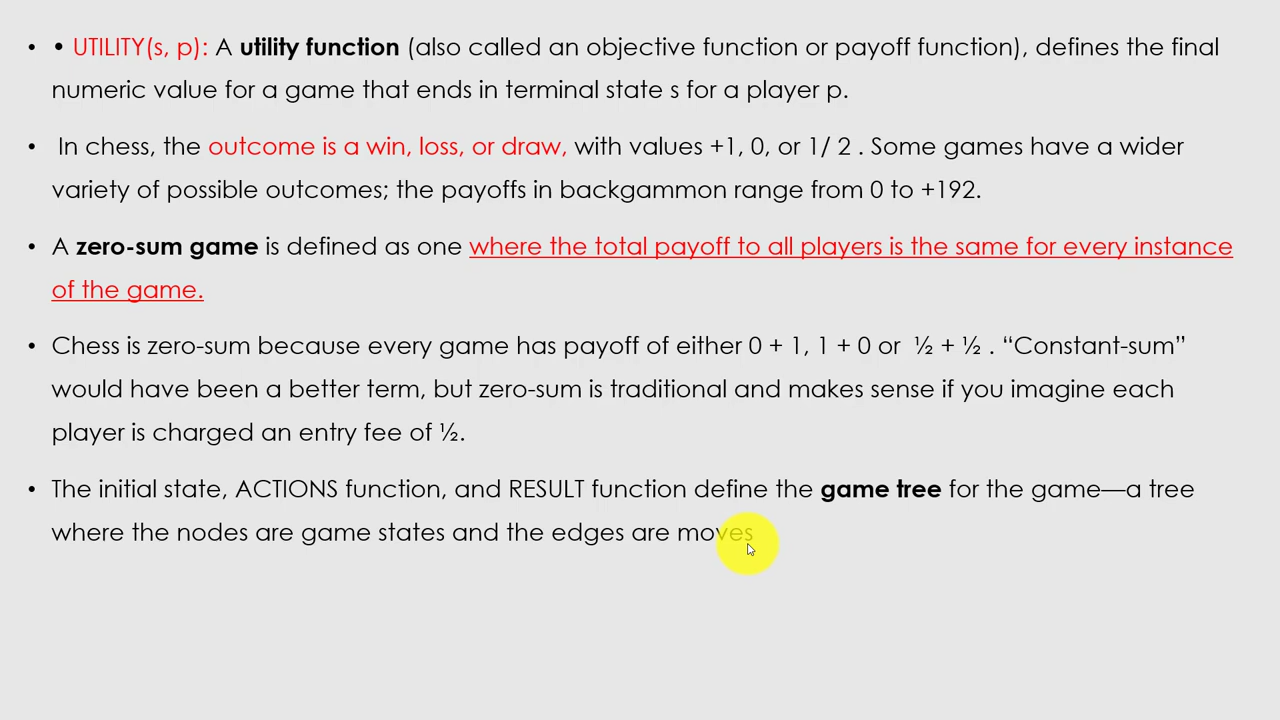 • • UTILITY(s, p): A utility function (also called an objective function or payoff function), defines the final
numeric value for a game that ends in terminal state s for a player p.
• In chess, the outcome is a win, loss, or draw, with values +1, 0, or 1/ 2 . Some games have a wider
variety of possible outcomes; the payoffs in backgammon range from 0 to +192.
• A zero-sum game is defined as one where the total payoff to all players is the same for every instance
of the game.
• Chess is zero-sum because every game has payoff of either 0 + 1, 1 + 0 or ½ + ½ . “Constant-sum”
would have been a better term, but zero-sum is traditional and makes sense if you imagine each
player is charged an entry fee of ½.
• The initial state, ACTIONS function, and RESULT function define the game tree for the game—a tree
where the nodes are game states and the edges are moves